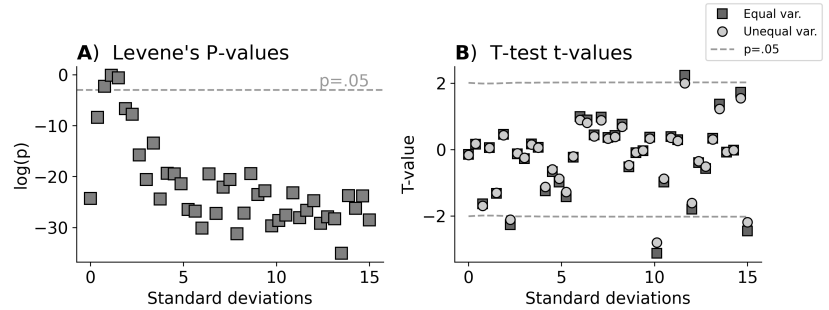 Equal var.
Unequal var.
p=.05
A) Levene's P-values
B) T-test t-values
p=.05
0
−10
−20
−30
log(p)
0 5 10 15
Standard deviations
2
0
−2
T-value
0 5 10 15
Standard deviations